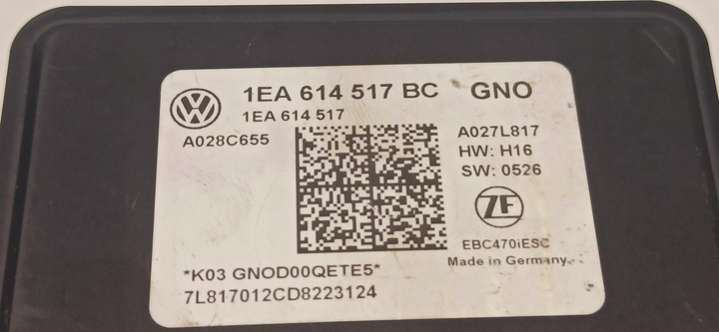 1EA 614 517 BC GNO
1EA 614 517
A028C655
A027L817
HW: H16
SW: 0526
ZF
EBC470iESC
Made in Germany
*K03 GNOD00QETE5*
7L817012CD8223124